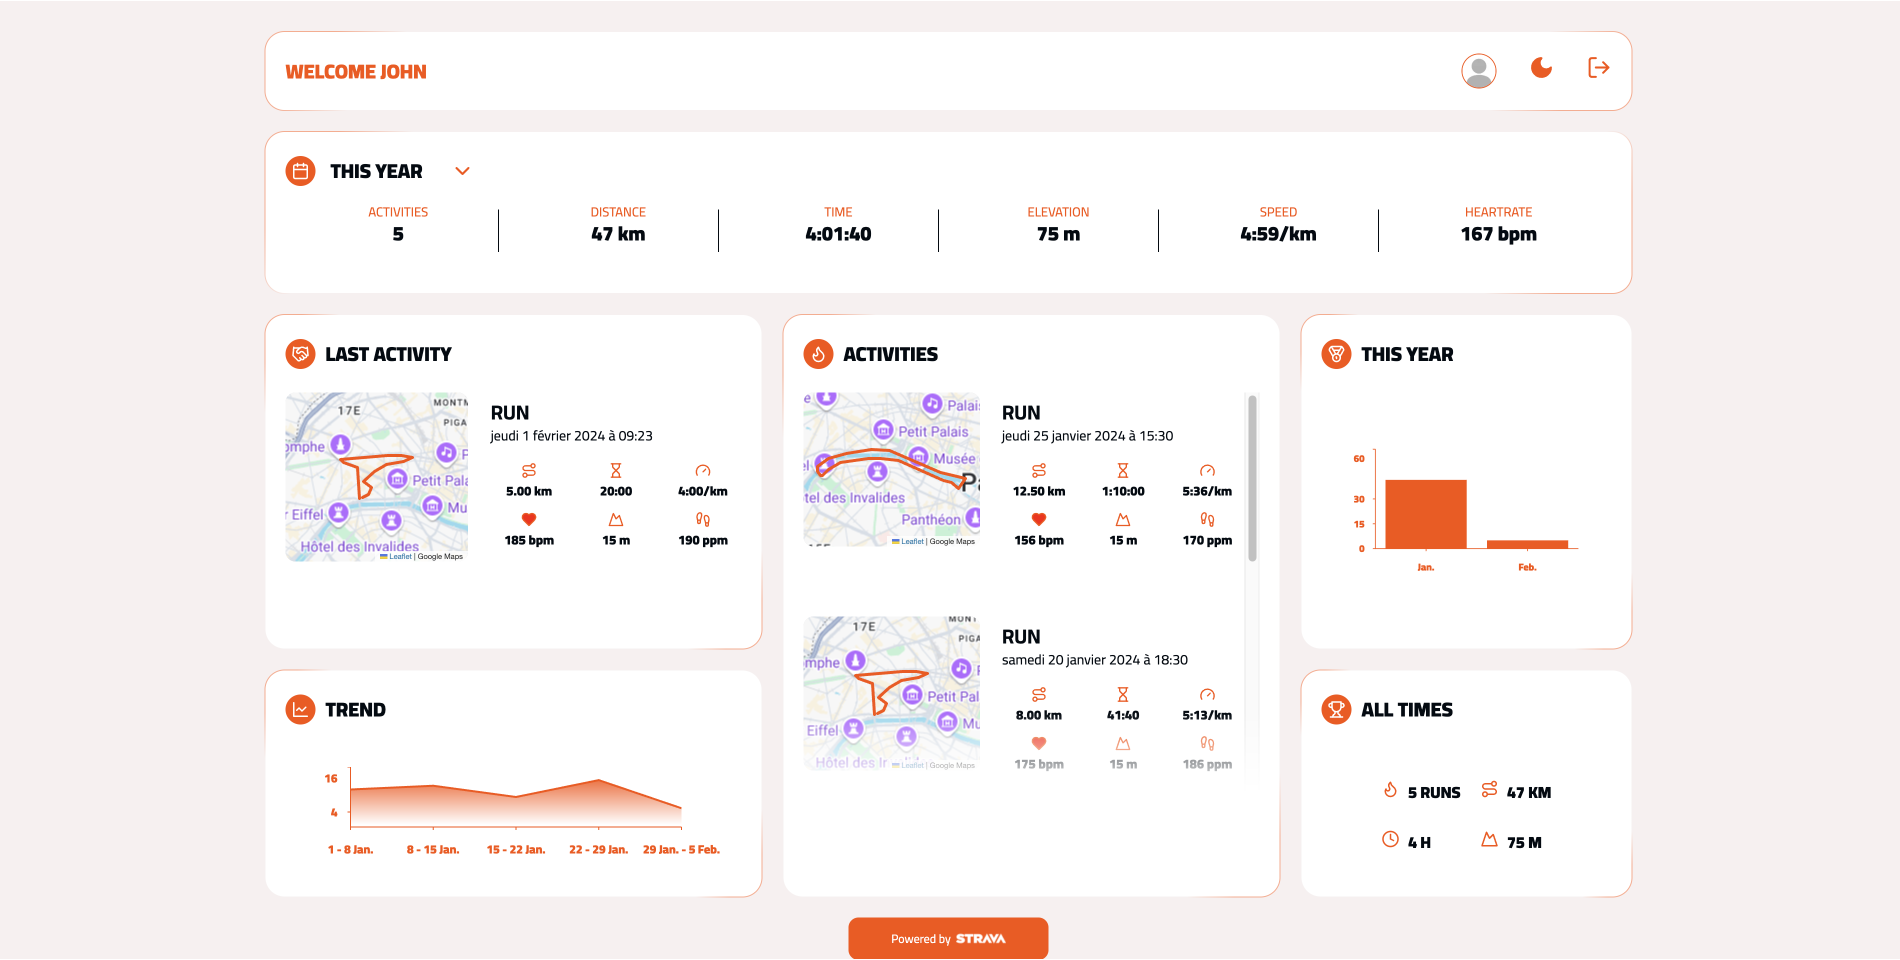 WELCOME JOHN
THIS YEAR
ACTIVITIES
5
DISTANCE
47 km
TIME
4:01:40
ELEVATION
75 m
SPEED
4:59/km
HEARTRATE
167 bpm
LAST ACTIVITY
17E
MONTM
PIGA
omphe
Petit Pala
r Eiffel
Mu
Hôtel des Invalides
Leaflet | Google Maps
RUN
jeudi 1 février 2024 à 09:23
5.00 km
20:00
4:00/km
185 bpm
15 m
190 ppm
ACTIVITIES
Palai
Petit Palais
Musée
el
Pa
tel des Invalides
Panthéon
Leaflet | Google Maps
RUN
jeudi 25 janvier 2024 à 15:30
12.50 km
1:10:00
5:36/km
156 bpm
15 m
170 ppm
17E
MONT
PIGA
mphe
Petit Pal
Eiffel
Mu
Hôtel des
Leaflet | Google Maps
RUN
samedi 20 janvier 2024 à 18:30
8.00 km
41:40
5:13/km
175 bpm
15 m
186 ppm
THIS YEAR
60
30
15
0
Jan.
Feb.
TREND
16
4
1 - 8 Jan.
8 - 15 Jan.
15 - 22 Jan.
22 - 29 Jan.
29 Jan. - 5 Feb.
ALL TIMES
5 RUNS
47 KM
4 H
75 M
Powered by STRAVA